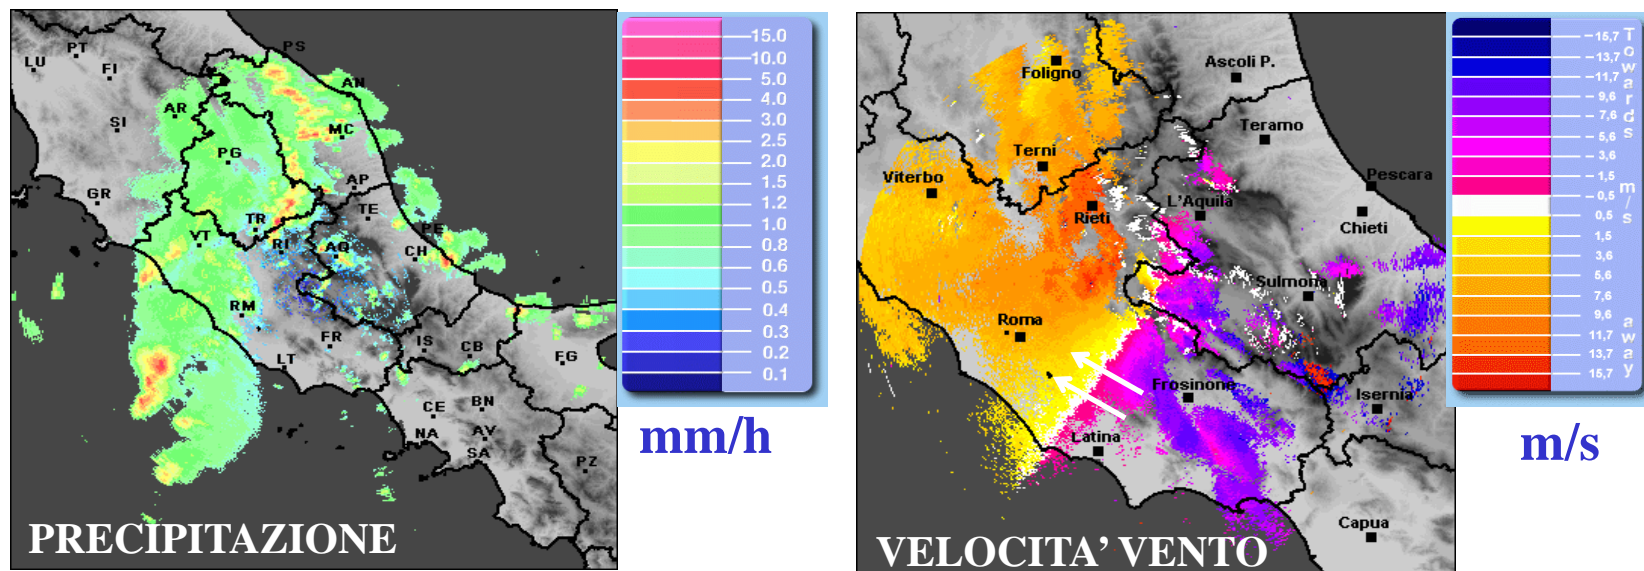 PS
PT
LU
FI
AN
AR
SI
MC
PG
AP
GR
TE
TR
VT
RI
AQ
PE
CH
RM
FR
IS
CB
LT
FG
CE
BN
NA
AV
SA
PZ
PRECIPITAZIONE
15.0
10.0
5.0
4.0
3.0
2.5
2.0
1.5
1.2
1.0
0.8
0.6
0.5
0.4
0.3
0.2
0.1
mm/h
Foligno
Ascoli P.
Teramo
Terni
Viterbo
Pescara
L'Aquila
Rieti
Chieti
Sulmona
Roma
Frosinone
Isernia
Latina
Capua
VELOCITA' VENTO
-15,7
-13,7
-11,7
-9,6
-7,6
-5,6
-3,6
-1,5
-0,5
0,5
1,5
3,6
5,6
7,6
9,6
11,7
13,7
15,7
Towards
m/s
away
m/s